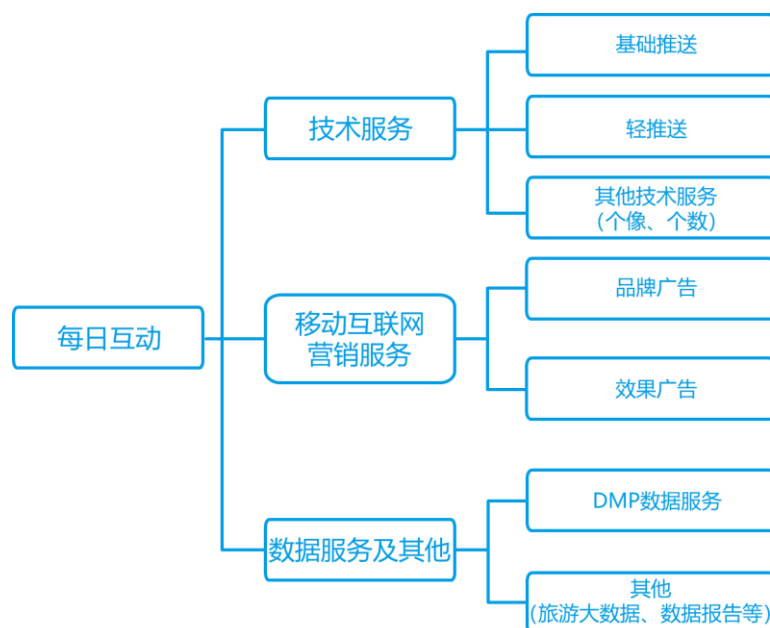 每日互动
技术服务
基础推送
轻推送
其他技术服务
(个像、个数)
移动互联网
营销服务
品牌广告
效果广告
数据服务及其他
DMP数据服务
其他
(旅游大数据、数据报告等)